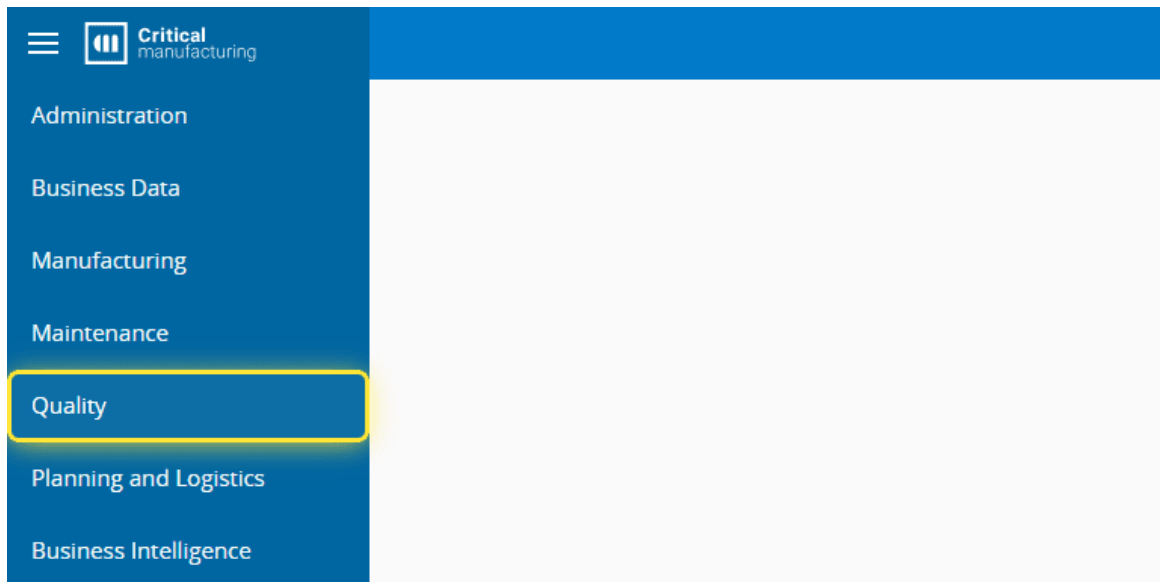 Critical
manufacturing
Administration
Business Data
Manufacturing
Maintenance
Quality
Planning and Logistics
Business Intelligence